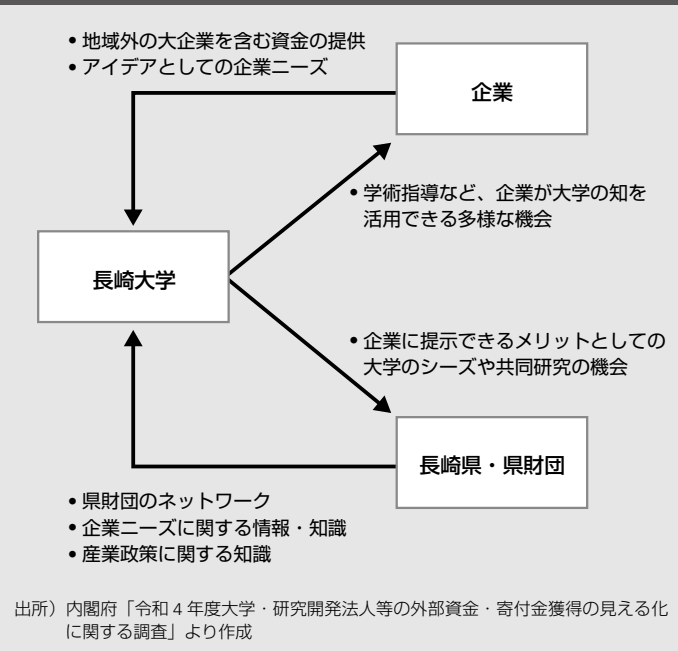 • 地域外の大企業を含む資金の提供
• アイデアとしての企業ニーズ
企業
• 学術指導など、企業が大学の知を
活用できる多様な機会
長崎大学
• 企業に提示できるメリットとしての
大学のシーズや共同研究の機会
長崎県・県財団
• 県財団のネットワーク
• 企業ニーズに関する情報・知識
• 産業政策に関する知識
出所）内閣府「令和４年度大学・研究開発法人等の外部資金・寄付金獲得の見える化
に関する調査」より作成